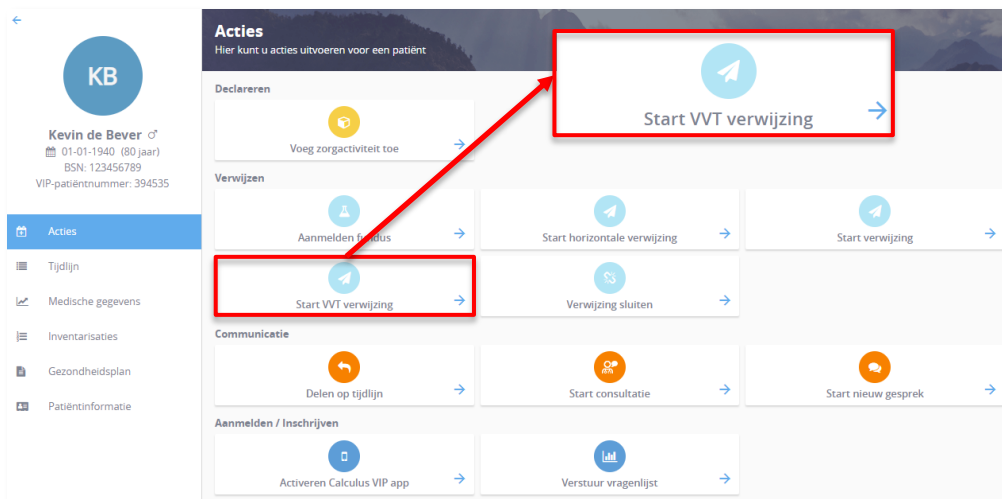 KB
Kevin de Bever
01-01-1940 (80 jaar)
BSN: 123456789
VIP-patiëntnummer: 394535
Acties
Tijdlijn
Medische gegevens
Inventarisaties
Gezondheidsplan
Patiëntinformatie
Acties
Hier kunt u acties uitvoeren voor een patiënt
Start VVT verwijzing
Declareren
Voeg zorgactiviteit toe
Verwijzen
Aanmelden fundus
Start horizontale verwijzing
Start verwijzing
Start VVT verwijzing
Verwijzing sluiten
Communicatie
Delen op tijdlijn
Start consultatie
Start nieuw gesprek
Aanmelden / Inschrijven
Activeren Calculus VIP app
Verstuur vragenlijst